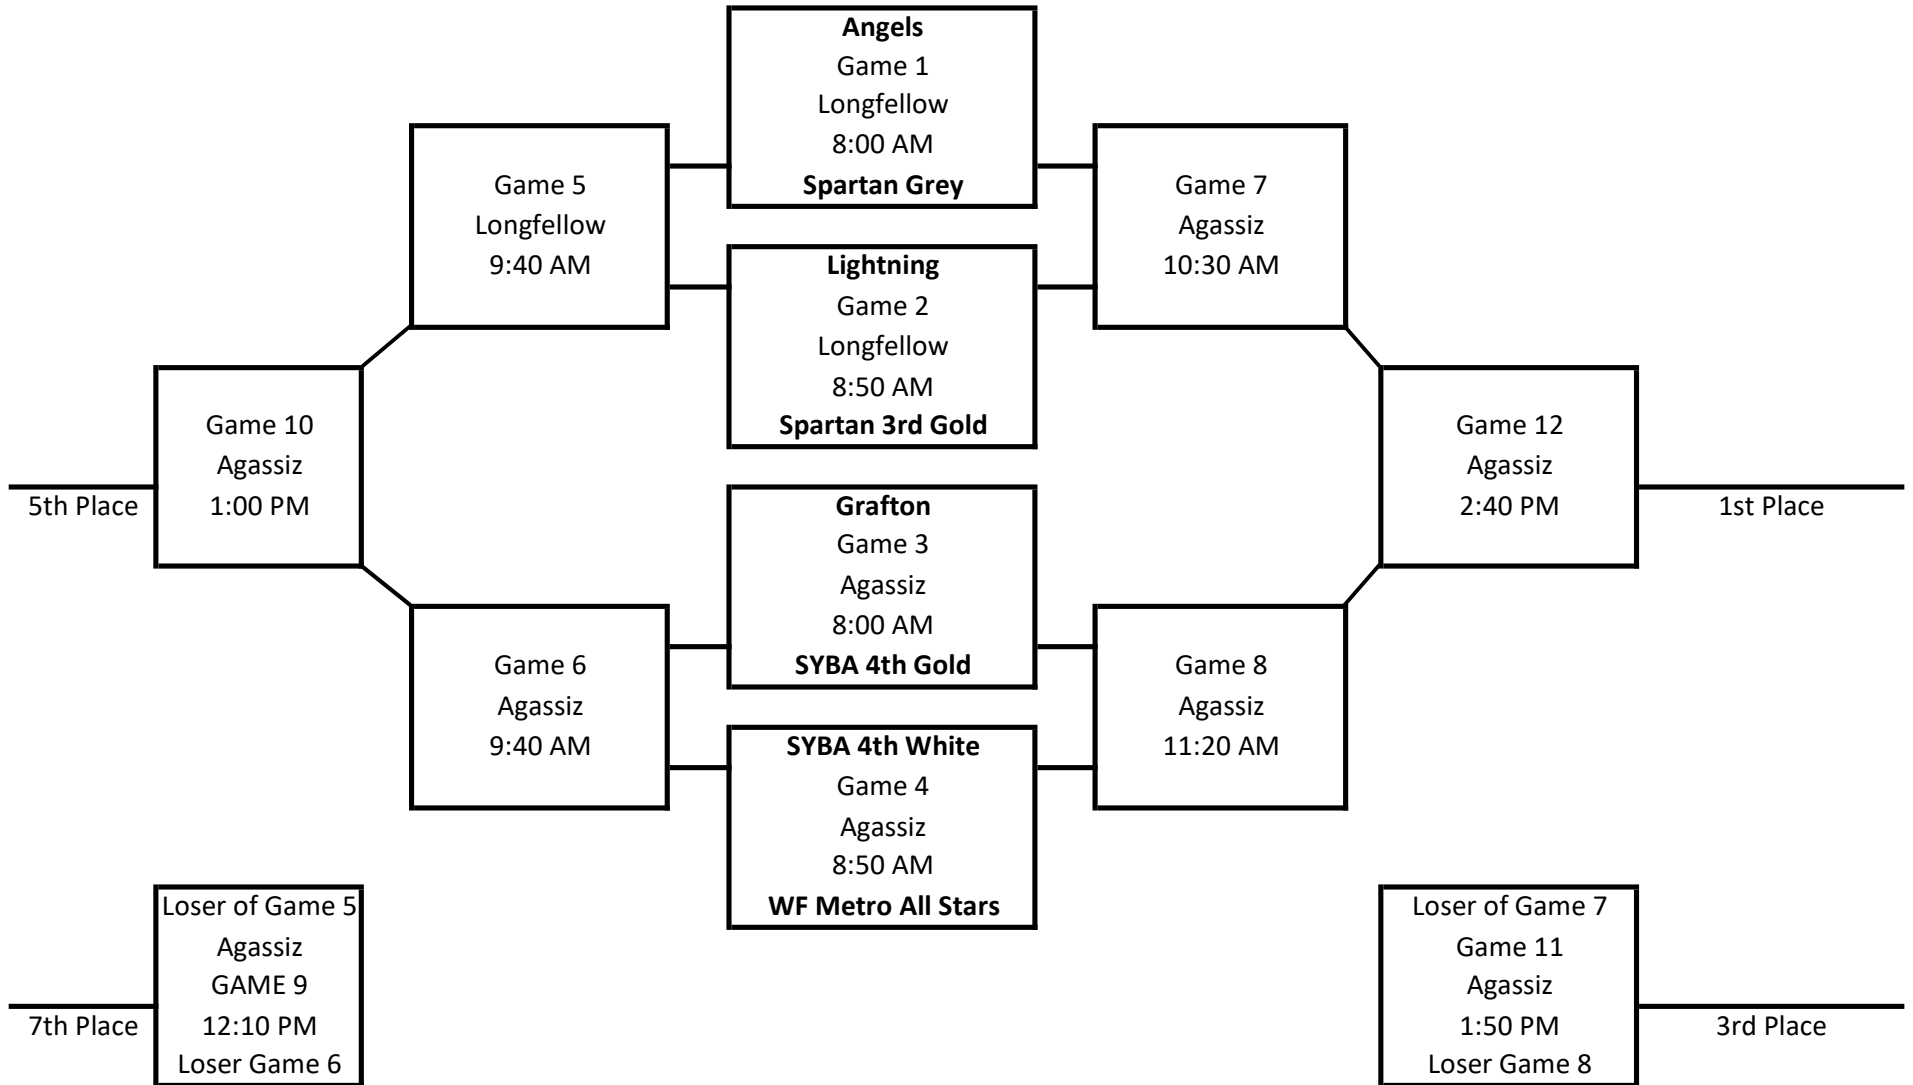 Angels
Game 1
Longfellow
8:00 AM
Spartan Grey
Game 5
Longfellow
9:40 AM
Game 7
Agassiz
10:30 AM
Lightning
Game 2
Longfellow
8:50 AM
Spartan 3rd Gold
Game 10
Agassiz
1:00 PM
5th Place
Game 12
Agassiz
2:40 PM
1st Place
Grafton
Game 3
Agassiz
8:00 AM
SYBA 4th Gold
Game 6
Agassiz
9:40 AM
Game 8
Agassiz
11:20 AM
SYBA 4th White
Game 4
Agassiz
8:50 AM
WF Metro All Stars
Loser of Game 5
Agassiz
GAME 9
12:10 PM
Loser Game 6
7th Place
Loser of Game 7
Game 11
Agassiz
1:50 PM
Loser Game 8
3rd Place